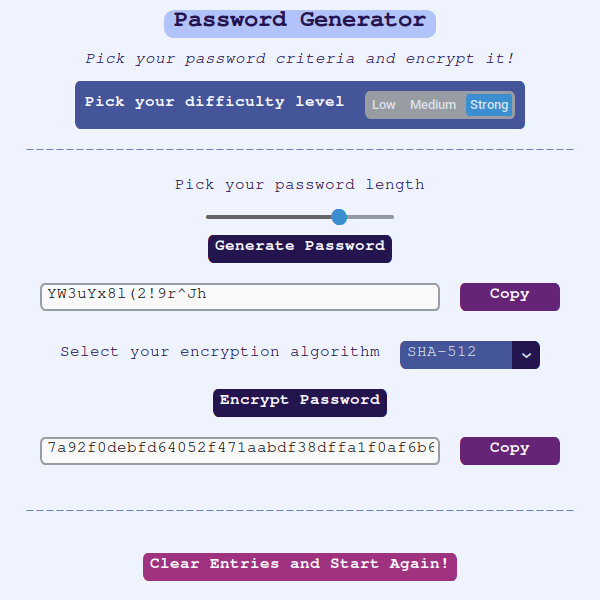 Password Generator
Pick your password criteria and encrypt it!
Pick your difficulty level Low Medium Strong
Pick your password length
Generate Password
YW3uYx8l(2!9r^Jh Copy
Select your encryption algorithm SHA-512
Encrypt Password
7a92f0debfd64052f471aabdf38dffa1f0af6b6 Copy
Clear Entries and Start Again!